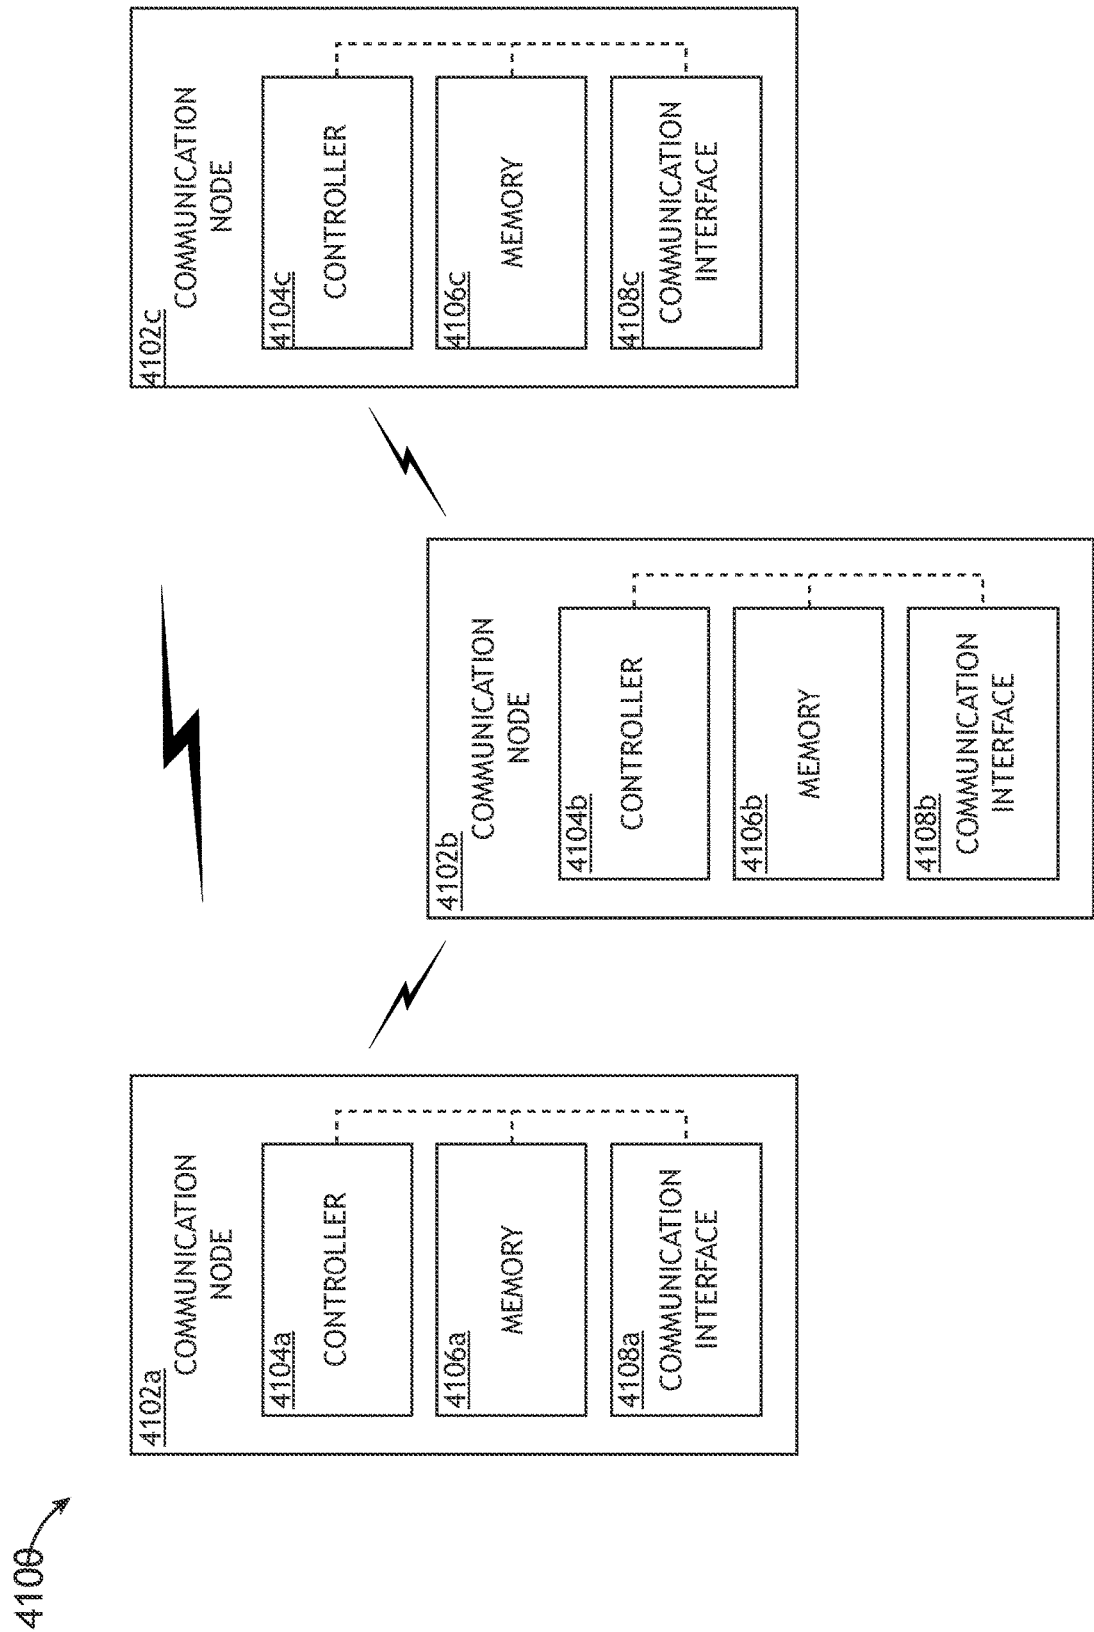 4100
4102a
COMMUNICATION
NODE
4104a
CONTROLLER
4106a
MEMORY
4108a
COMMUNICATION
INTERFACE
4102b
COMMUNICATION
NODE
4104b
CONTROLLER
4106b
MEMORY
4108b
COMMUNICATION
INTERFACE
4102c
COMMUNICATION
NODE
4104c
CONTROLLER
4106c
MEMORY
4108c
COMMUNICATION
INTERFACE